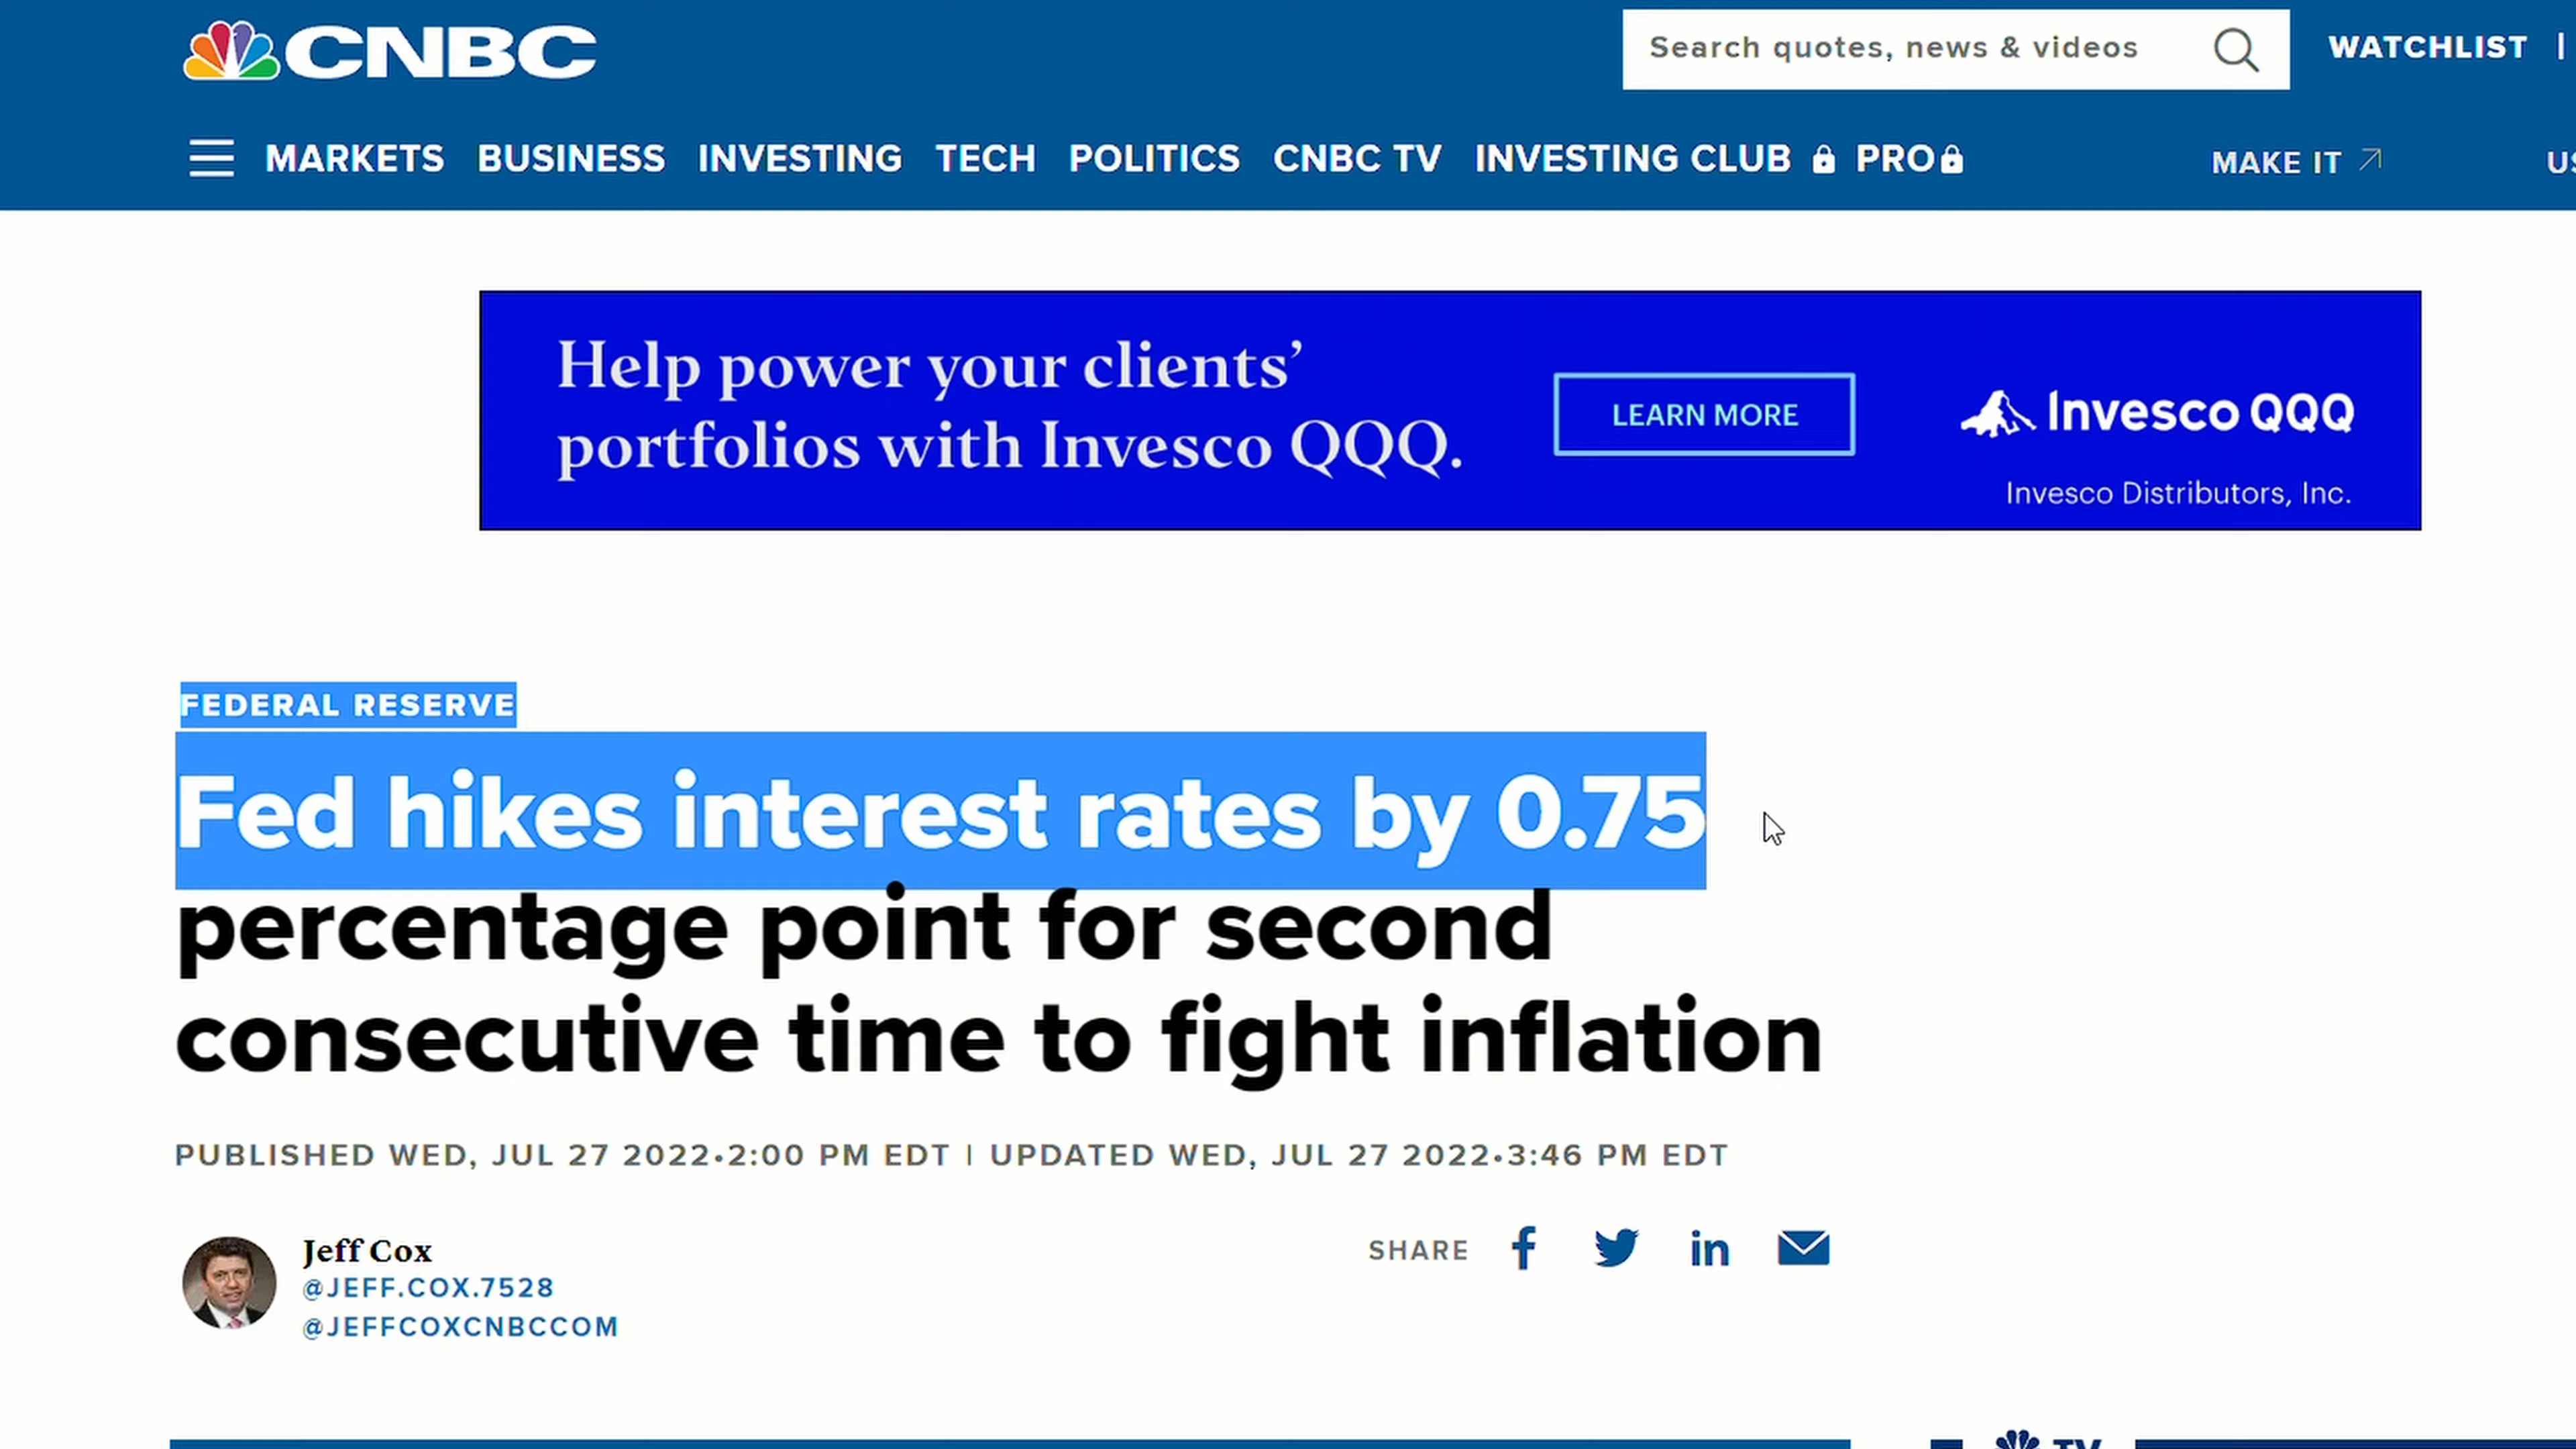 CNBC
Search quotes, news & videos
WATCHLIST |
MARKETS BUSINESS INVESTING TECH POLITICS CNBC TV INVESTING CLUB PRO
MAKE IT
Help power your clients’
portfolios with Invesco QQQ.
LEARN MORE
Invesco QQQ
Invesco Distributors, Inc.
FEDERAL RESERVE
Fed hikes interest rates by 0.75
percentage point for second
consecutive time to fight inflation
PUBLISHED WED, JUL 27 2022•2:00 PM EDT | UPDATED WED, JUL 27 2022•3:46 PM EDT
Jeff Cox
@JEFF.COX.7528
@JEFFCOXCNBCCOM
SHARE
TV